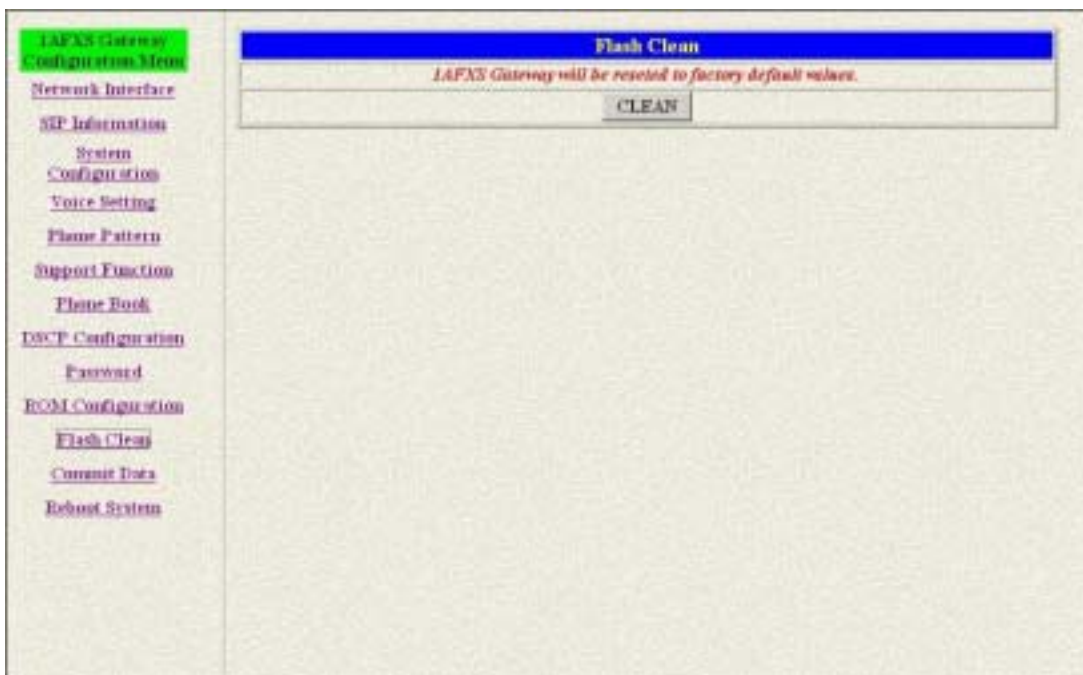 1AFXS Gateway
Configuration Menu
Network Interface
SIP Information
System
Configuration
Voice Setting
Phone Pattern
Support Function
Phone Book
DSCP Configuration
Password
ROM Configuration
Flash Clean
Commit Data
Reboot System
Flash Clean
1AFXS Gateway will be reseted to factory default values.
CLEAN